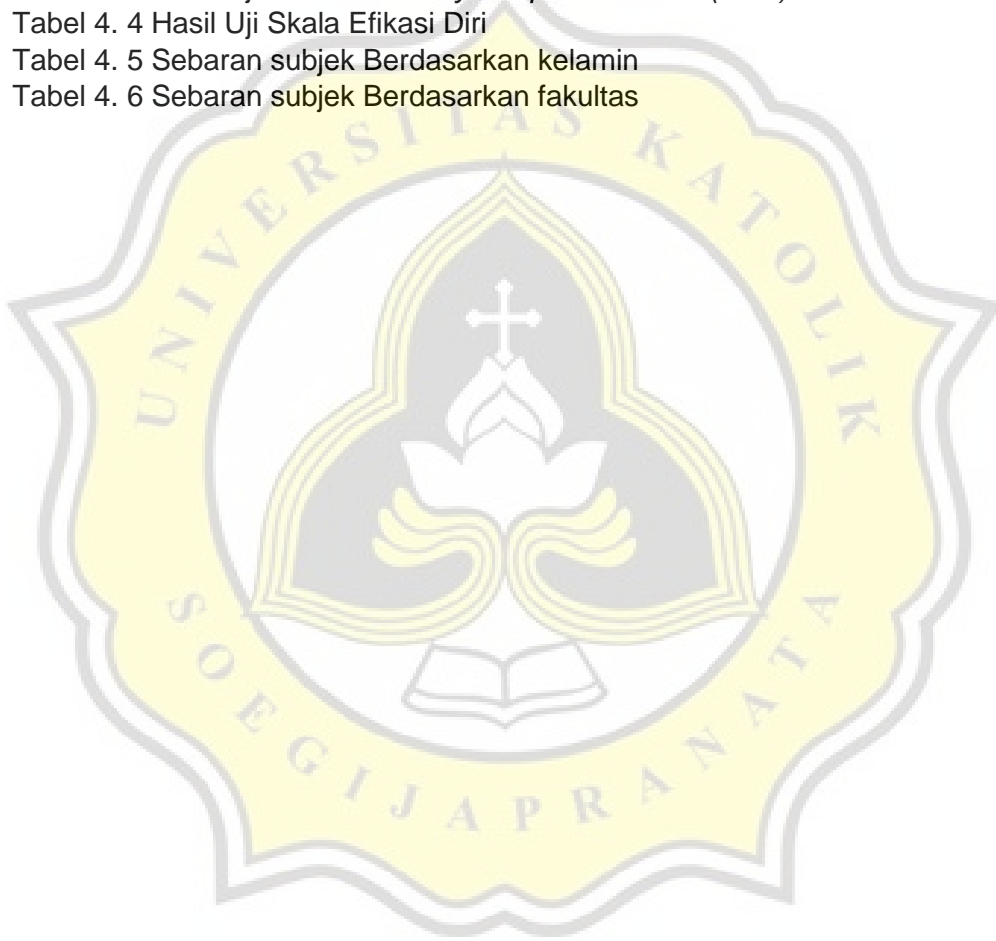 Tabel 4. 4 Hasil Uji Skala Efikasi Diri
Tabel 4. 5 Sebaran subjek Berdasarkan kelamin
Tabel 4. 6 Sebaran subjek Berdasarkan fakultas
UNIVERSITAS KATOLIK
SOEGIJAPRANATA